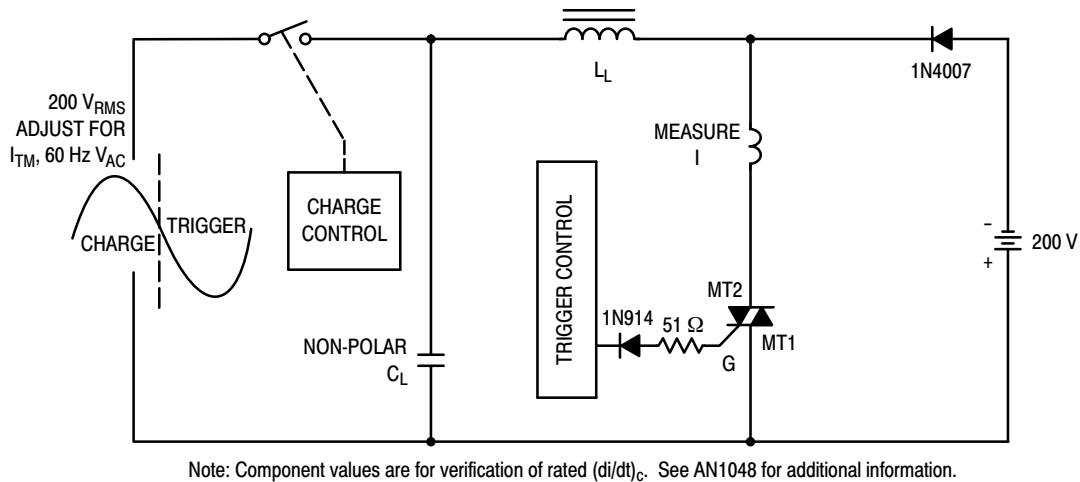 200 V_RMS
ADJUST FOR
I_TM, 60 Hz V_AC
CHARGE
TRIGGER
CHARGE
CONTROL
NON-POLAR
C_L
L_L
TRIGGER CONTROL
MEASURE
I
1N914
51 Ω
G
MT2
MT1
1N4007
-
+
200 V
Note: Component values are for verification of rated (di/dt)_c. See AN1048 for additional information.